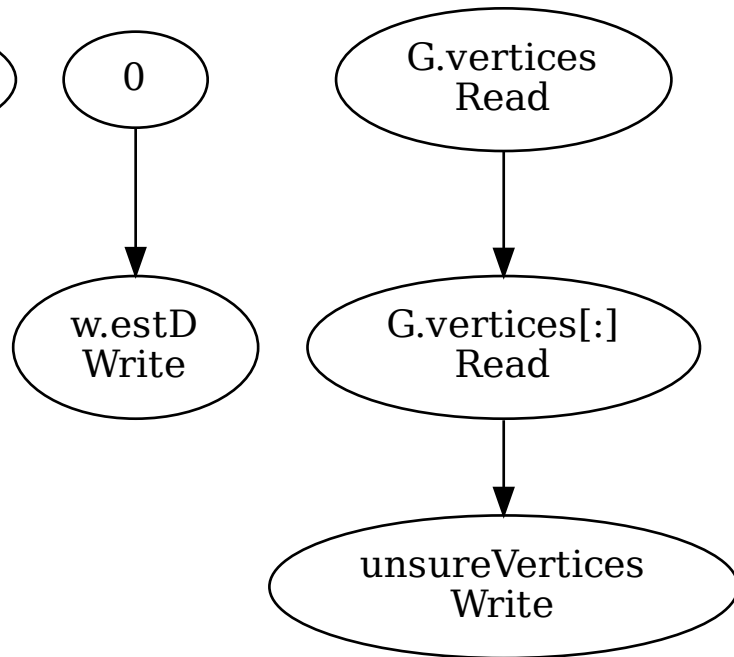 0
G.vertices
Read
w.estD
Write
G.vertices[:]
Read
unsureVertices
Write